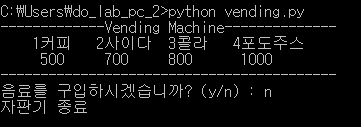 C:₩Users₩do_lab_pc_2>python vending.py
-------------Vending Machine-------------
1커피 2사이다 3콜라 4포도주스
500 700 800 1000
-----------------------------------------
음료를 구입하시겠습니까? (y/n) : n
자판기 종료